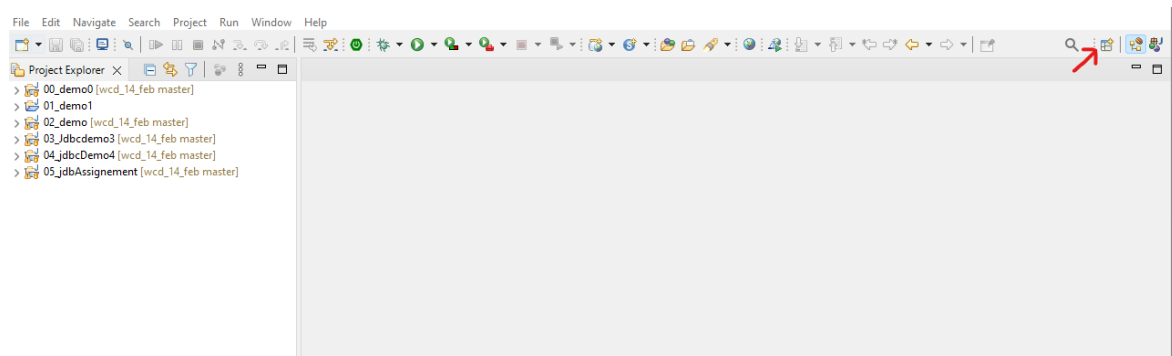 File Edit Navigate Search Project Run Window Help
Project Explorer
00_demo0 [wcd_14_feb master]
01_demo1
02_demo [wcd_14_feb master]
03_Jdbcdemo3 [wcd_14_feb master]
04_jdbcDemo4 [wcd_14_feb master]
05_jdbAssignement [wcd_14_feb master]